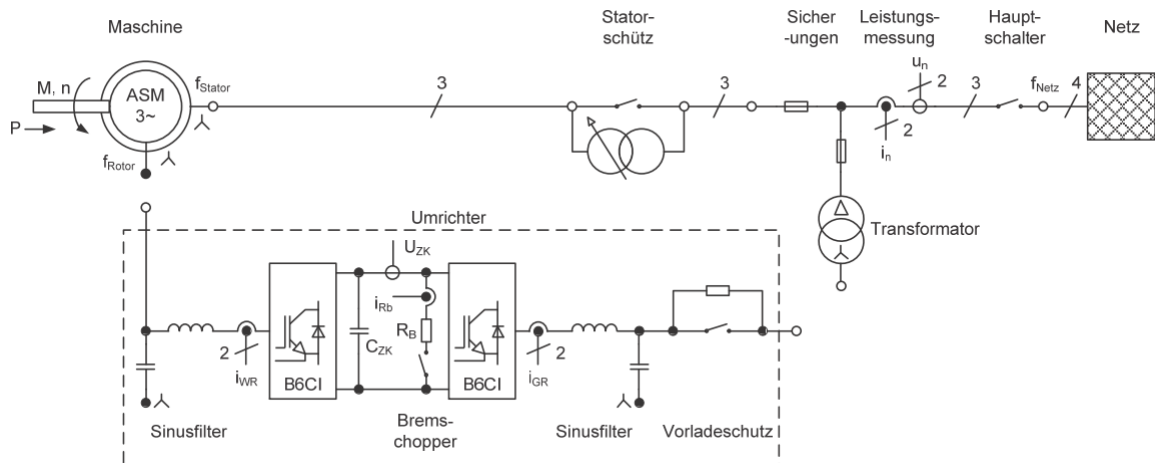 Maschine
Stator-
schütz
Sicher
-ungen
Leistungs-
messung
Haupt-
schalter
Netz
M, n
P
ASM
3~
fStator
fRotor
3
3
un
2
2
in
3
fNetz
4
Transformator
Umrichter
UZK
iRb
RB
CZK
2
iWR
B6CI
B6CI
2
iGR
Sinusfilter
Brems-
chopper
Sinusfilter
Vorladeschutz